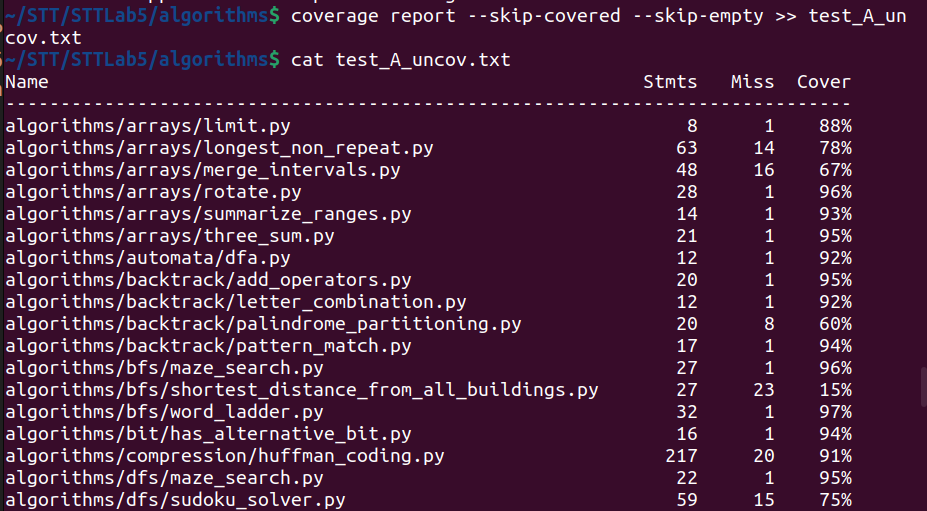 ~/STT/STTLab5/algorithms$ coverage report --skip-covered --skip-empty >> test_A_un
cov.txt
~/STT/STTLab5/algorithms$ cat test_A_uncov.txt
Name Stmts Miss Cover
--------------------------------------------------------------------------------
algorithms/arrays/limit.py 8 1 88%
algorithms/arrays/longest_non_repeat.py 63 14 78%
algorithms/arrays/merge_intervals.py 48 16 67%
algorithms/arrays/rotate.py 28 1 96%
algorithms/arrays/summarize_ranges.py 14 1 93%
algorithms/arrays/three_sum.py 21 1 95%
algorithms/automata/dfa.py 12 1 92%
algorithms/backtrack/add_operators.py 20 1 95%
algorithms/backtrack/letter_combination.py 12 1 92%
algorithms/backtrack/palindrome_partitioning.py 20 8 60%
algorithms/backtrack/pattern_match.py 17 1 94%
algorithms/bfs/maze_search.py 27 1 96%
algorithms/bfs/shortest_distance_from_all_buildings.py 27 23 15%
algorithms/bfs/word_ladder.py 32 1 97%
algorithms/bit/has_alternative_bit.py 16 1 94%
algorithms/compression/huffman_coding.py 217 20 91%
algorithms/dfs/maze_search.py 22 1 95%
algorithms/dfs/sudoku_solver.py 59 15 75%